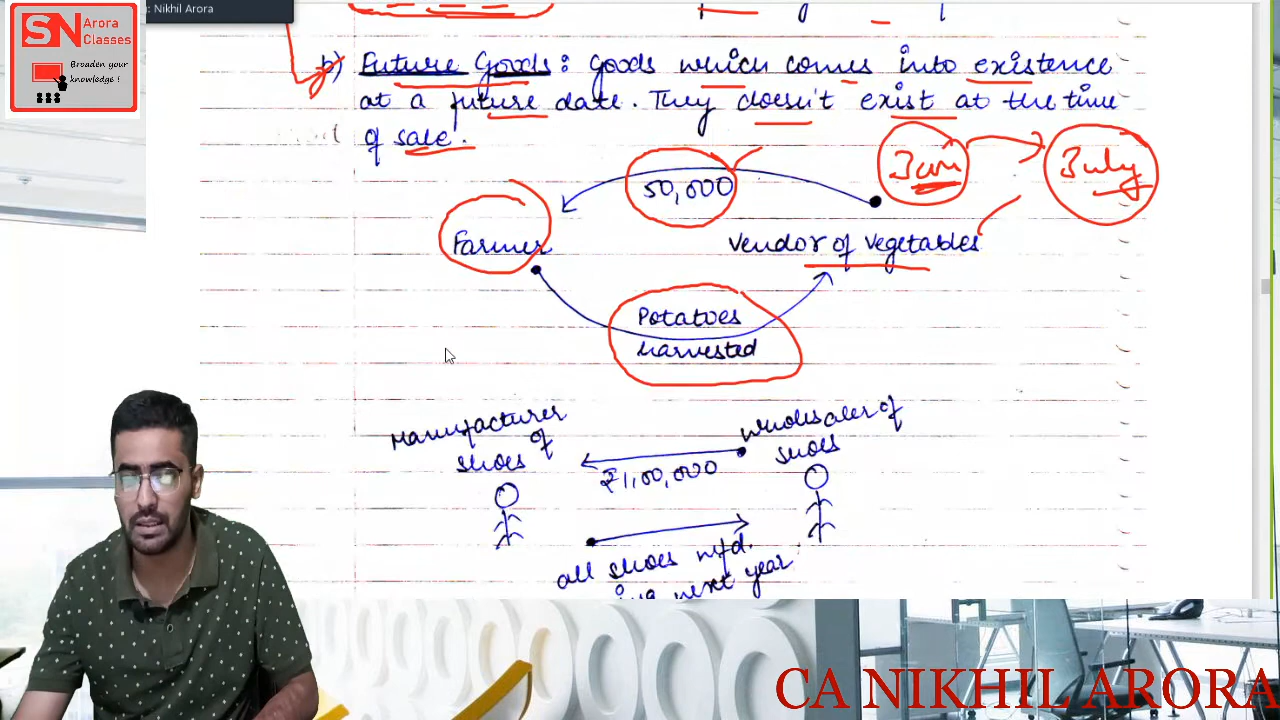 : Nikhil Arora
SN Arora
Classes
Broaden your
knowledge !
b) Future Goods: Goods which comes into existence
at a future date. They doesn't exist at the time
of sale.
50,000
Jan
July
Farmer
Vendor of vegetables
Potatoes
harvested
Manufacturer
of
shoes
wholesaler of
shoes
₹1,00,000
all shoes mfd.
next year
CA NIKHIL ARORA